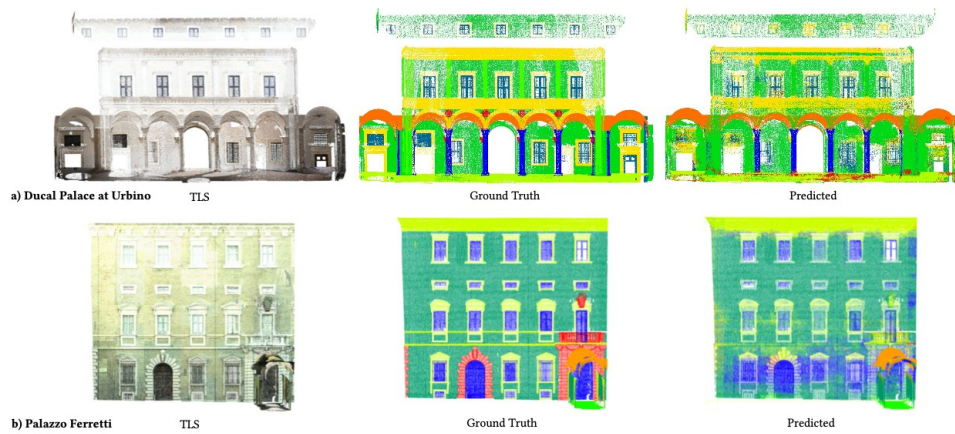 a) Ducal Palace at Urbino TLS Ground Truth Predicted
b) Palazzo Ferretti TLS Ground Truth Predicted